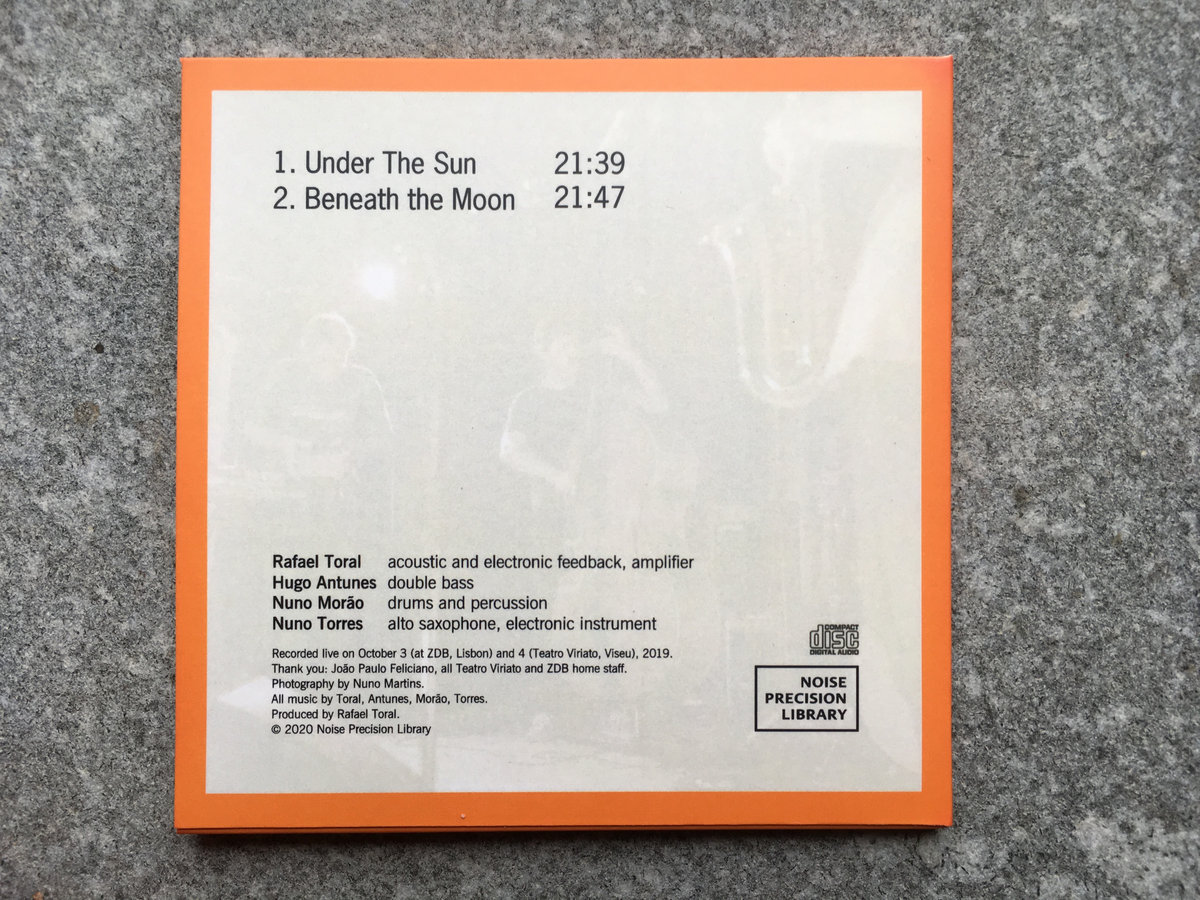 1. Under The Sun 21:39
2. Beneath the Moon 21:47
Rafael Toral acoustic and electronic feedback, amplifier
Hugo Antunes double bass
Nuno Morão drums and percussion
Nuno Torres alto saxophone, electronic instrument
Recorded live on October 3 (at ZDB, Lisbon) and 4 (Teatro Viriato, Viseu), 2019.
Thank you: João Paulo Feliciano, all Teatro Viriato and ZDB home staff.
Photography by Nuno Martins.
All music by Toral, Antunes, Morão, Torres.
Produced by Rafael Toral.
© 2020 Noise Precision Library
COMPACT
disc
DIGITAL AUDIO
NOISE
PRECISION
LIBRARY